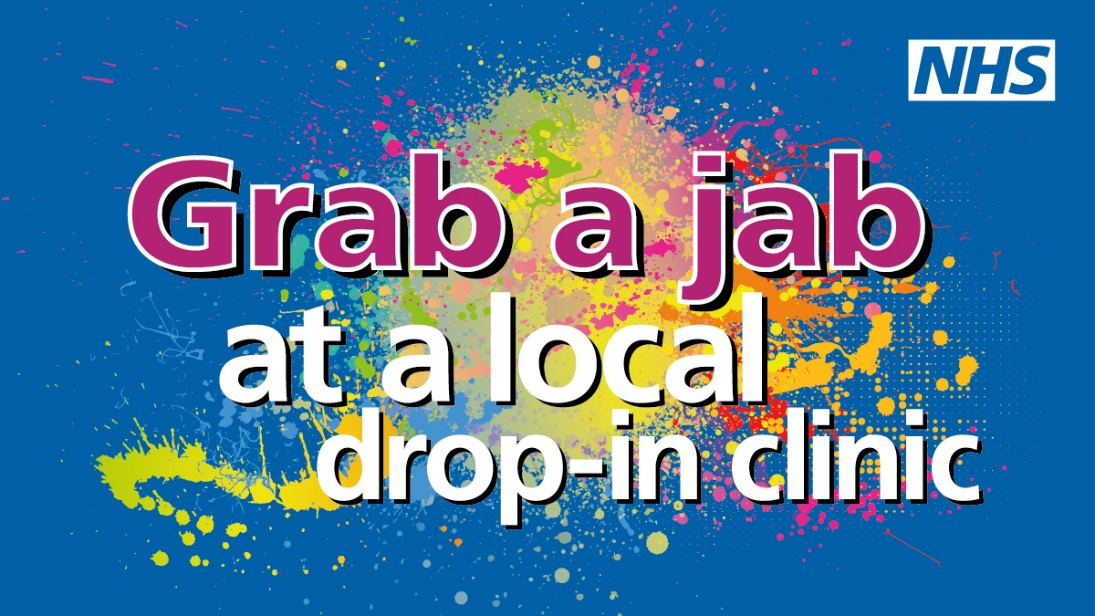 NHS
Grab a jab
at a local
drop-in clinic